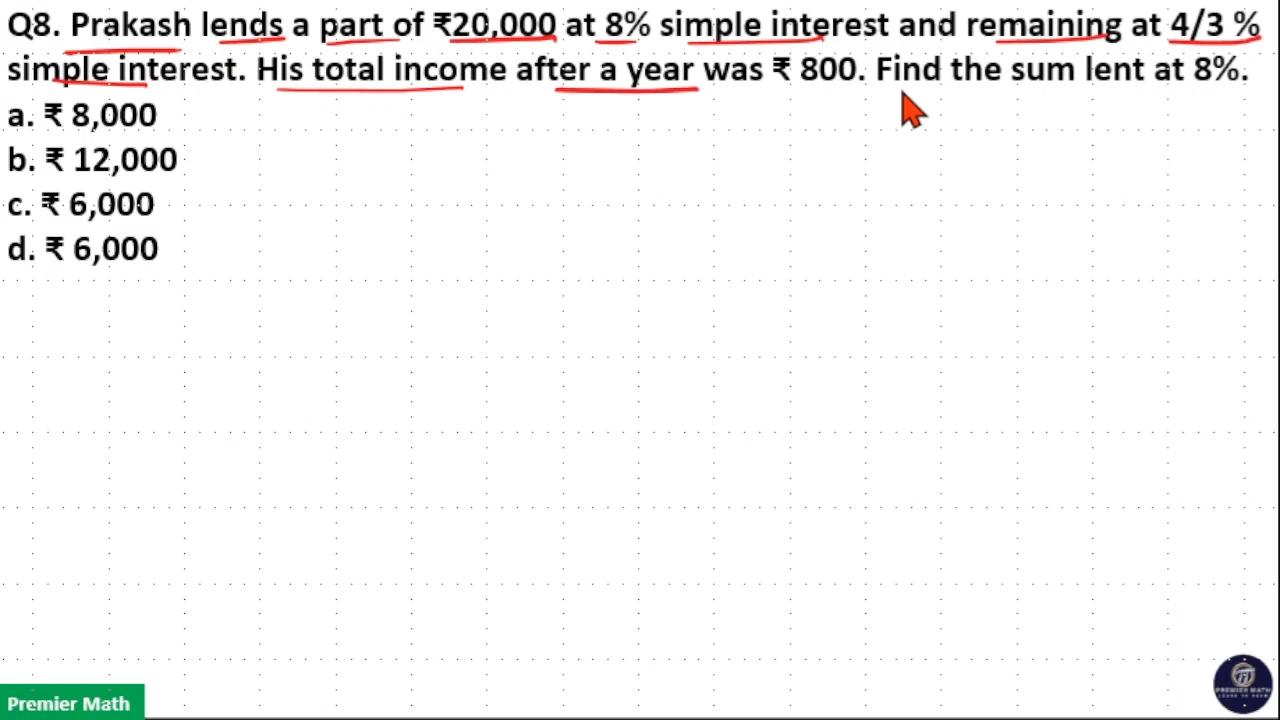 Q8. Prakash lends a part of ₹20,000 at 8% simple interest and remaining at 4/3 %
simple interest. His total income after a year was ₹ 800. Find the sum lent at 8%.
a. ₹ 8,000
b. ₹ 12,000
c. ₹ 6,000
d. ₹ 6,000
Premier Math
PREMIER MATH